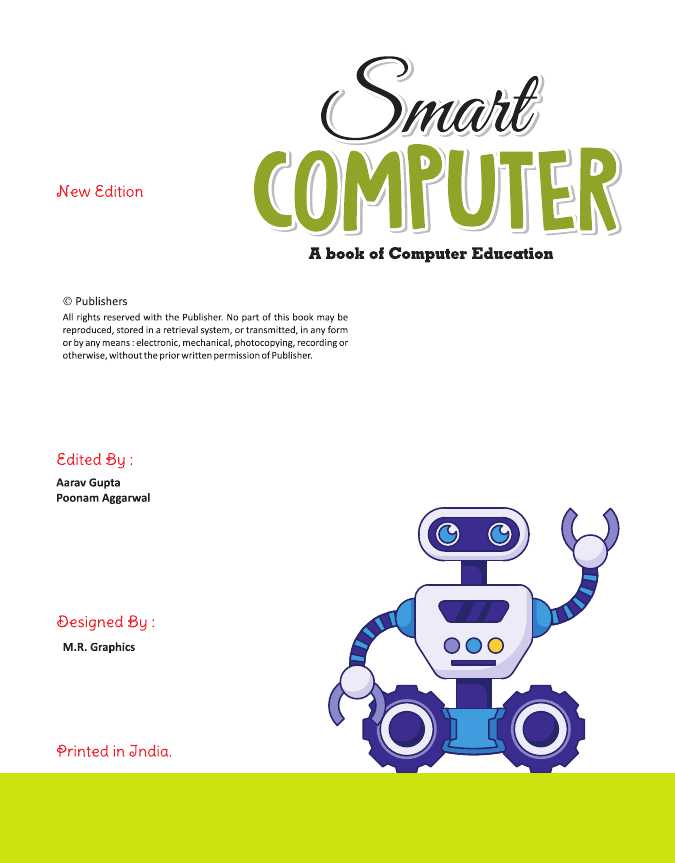 Smart
COMPUTER
New Edition
A book of Computer Education
© Publishers
All rights reserved with the Publisher. No part of this book may be
reproduced, stored in a retrieval system, or transmitted, in any form
or by any means : electronic, mechanical, photocopying, recording or
otherwise, without the prior written permission of Publisher.
Edited By :
Aarav Gupta
Poonam Aggarwal
Designed By :
M.R. Graphics
Printed in India.